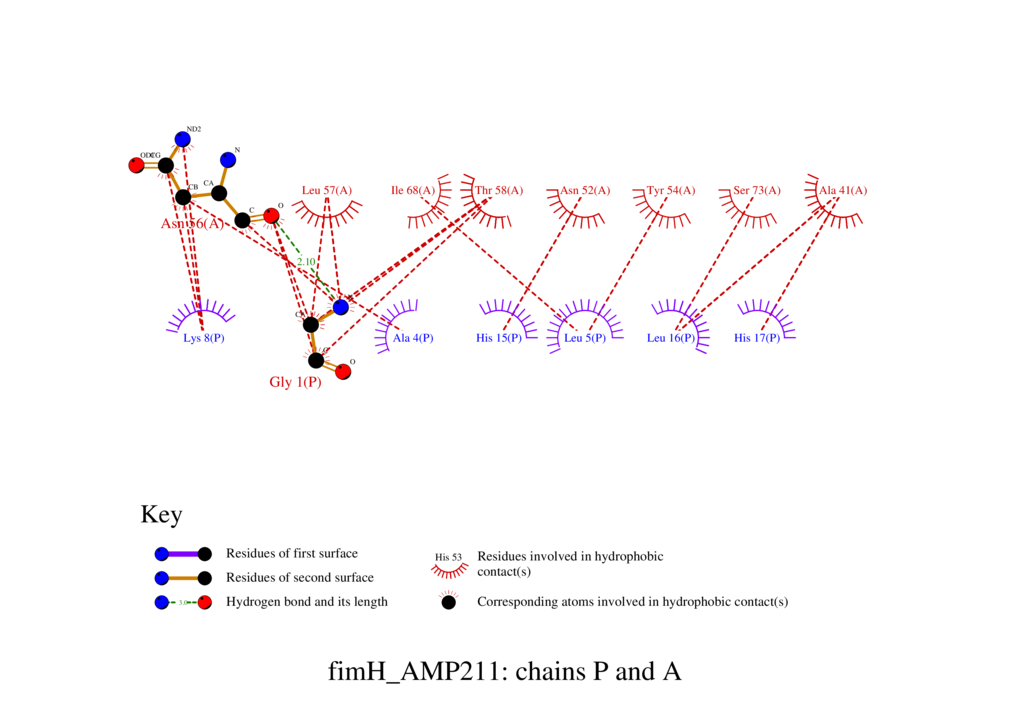 ND2
OD1 CG
N
CB
CA
C
O
Asn 56(A)
Leu 57(A)
Ile 68(A)
Thr 58(A)
Asn 52(A)
Tyr 54(A)
Ser 73(A)
Ala 41(A)
2.10
Lys 8(P)
C
O
Gly 1(P)
Ala 4(P)
His 15(P)
Leu 5(P)
Leu 16(P)
His 17(P)
Key
Residues of first surface
Residues of second surface
3.0
Hydrogen bond and its length
His 53
Residues involved in hydrophobic
contact(s)
Corresponding atoms involved in hydrophobic contact(s)
fimH_AMP211: chains P and A